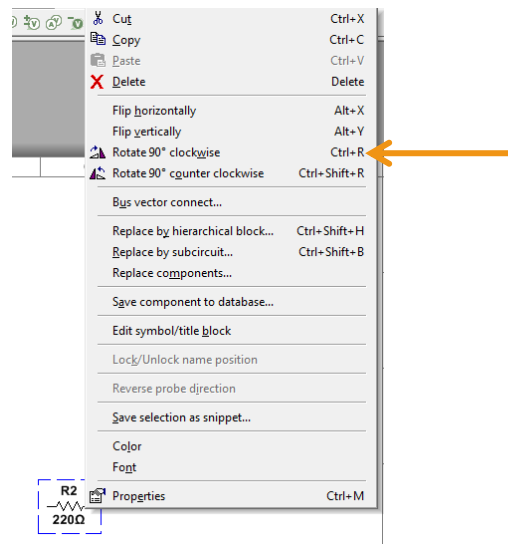 Cut Ctrl+X
Copy Ctrl+C
Paste Ctrl+V
Delete Delete
Flip horizontally Alt+X
Flip vertically Alt+Y
Rotate 90° clockwise Ctrl+R
Rotate 90° counter clockwise Ctrl+Shift+R
Bus vector connect...
Replace by hierarchical block... Ctrl+Shift+H
Replace by subcircuit... Ctrl+Shift+B
Replace components...
Save component to database...
Edit symbol/title block
Lock/Unlock name position
Reverse probe direction
Save selection as snippet...
Color
Font
Properties Ctrl+M
R2
220Ω